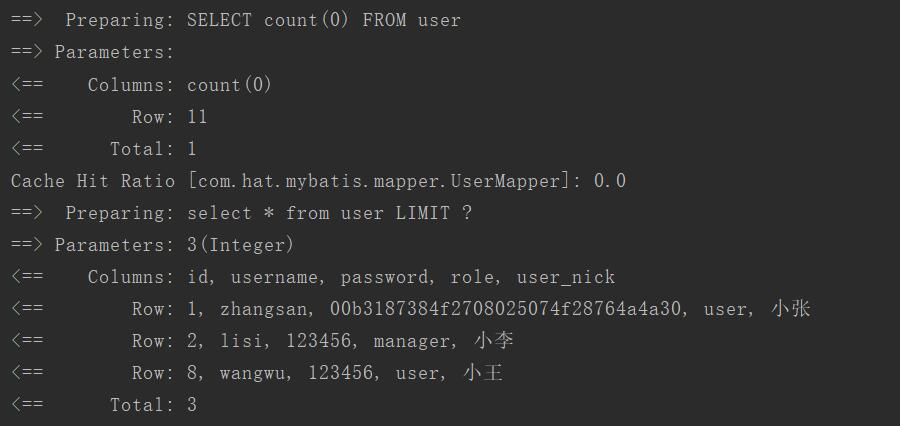 ==>  Preparing: SELECT count(0) FROM user
==> Parameters:
<==    Columns: count(0)
<==        Row: 11
<==      Total: 1
Cache Hit Ratio [com.hat.mybatis.mapper.UserMapper]: 0.0
==>  Preparing: select * from user LIMIT ?
==> Parameters: 3(Integer)
<==    Columns: id, username, password, role, user_nick
<==        Row: 1, zhangsan, 00b3187384f2708025074f28764a4a30, user, 小张
<==        Row: 2, lisi, 123456, manager, 小李
<==        Row: 8, wangwu, 123456, user, 小王
<==      Total: 3